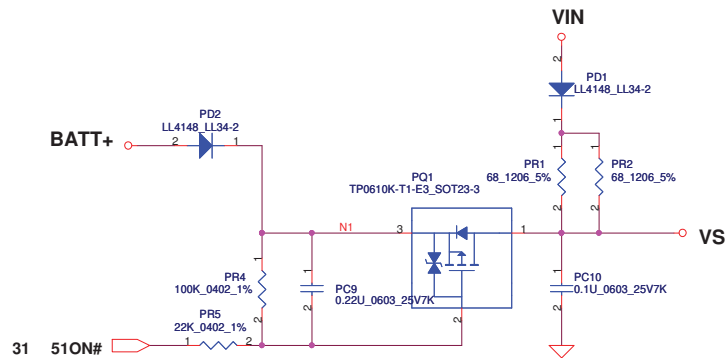 VIN
2
PD1
LL4148_LL34-2
1
PD2
LL4148_LL34-2
BATT+
2
1
1
1
PR1
68_1206_5%
PR2
68_1206_5%
2
2
PQ1
TP0610K-T1-E3_SOT23-3
N1
3
1
VS
1
PR4
100K_0402_1%
2
1
PC9
0.22U_0603_25V7K
2
2
1
PC10
0.1U_0603_25V7K
2
PR5
22K_0402_1%
31 51ON#
1
2